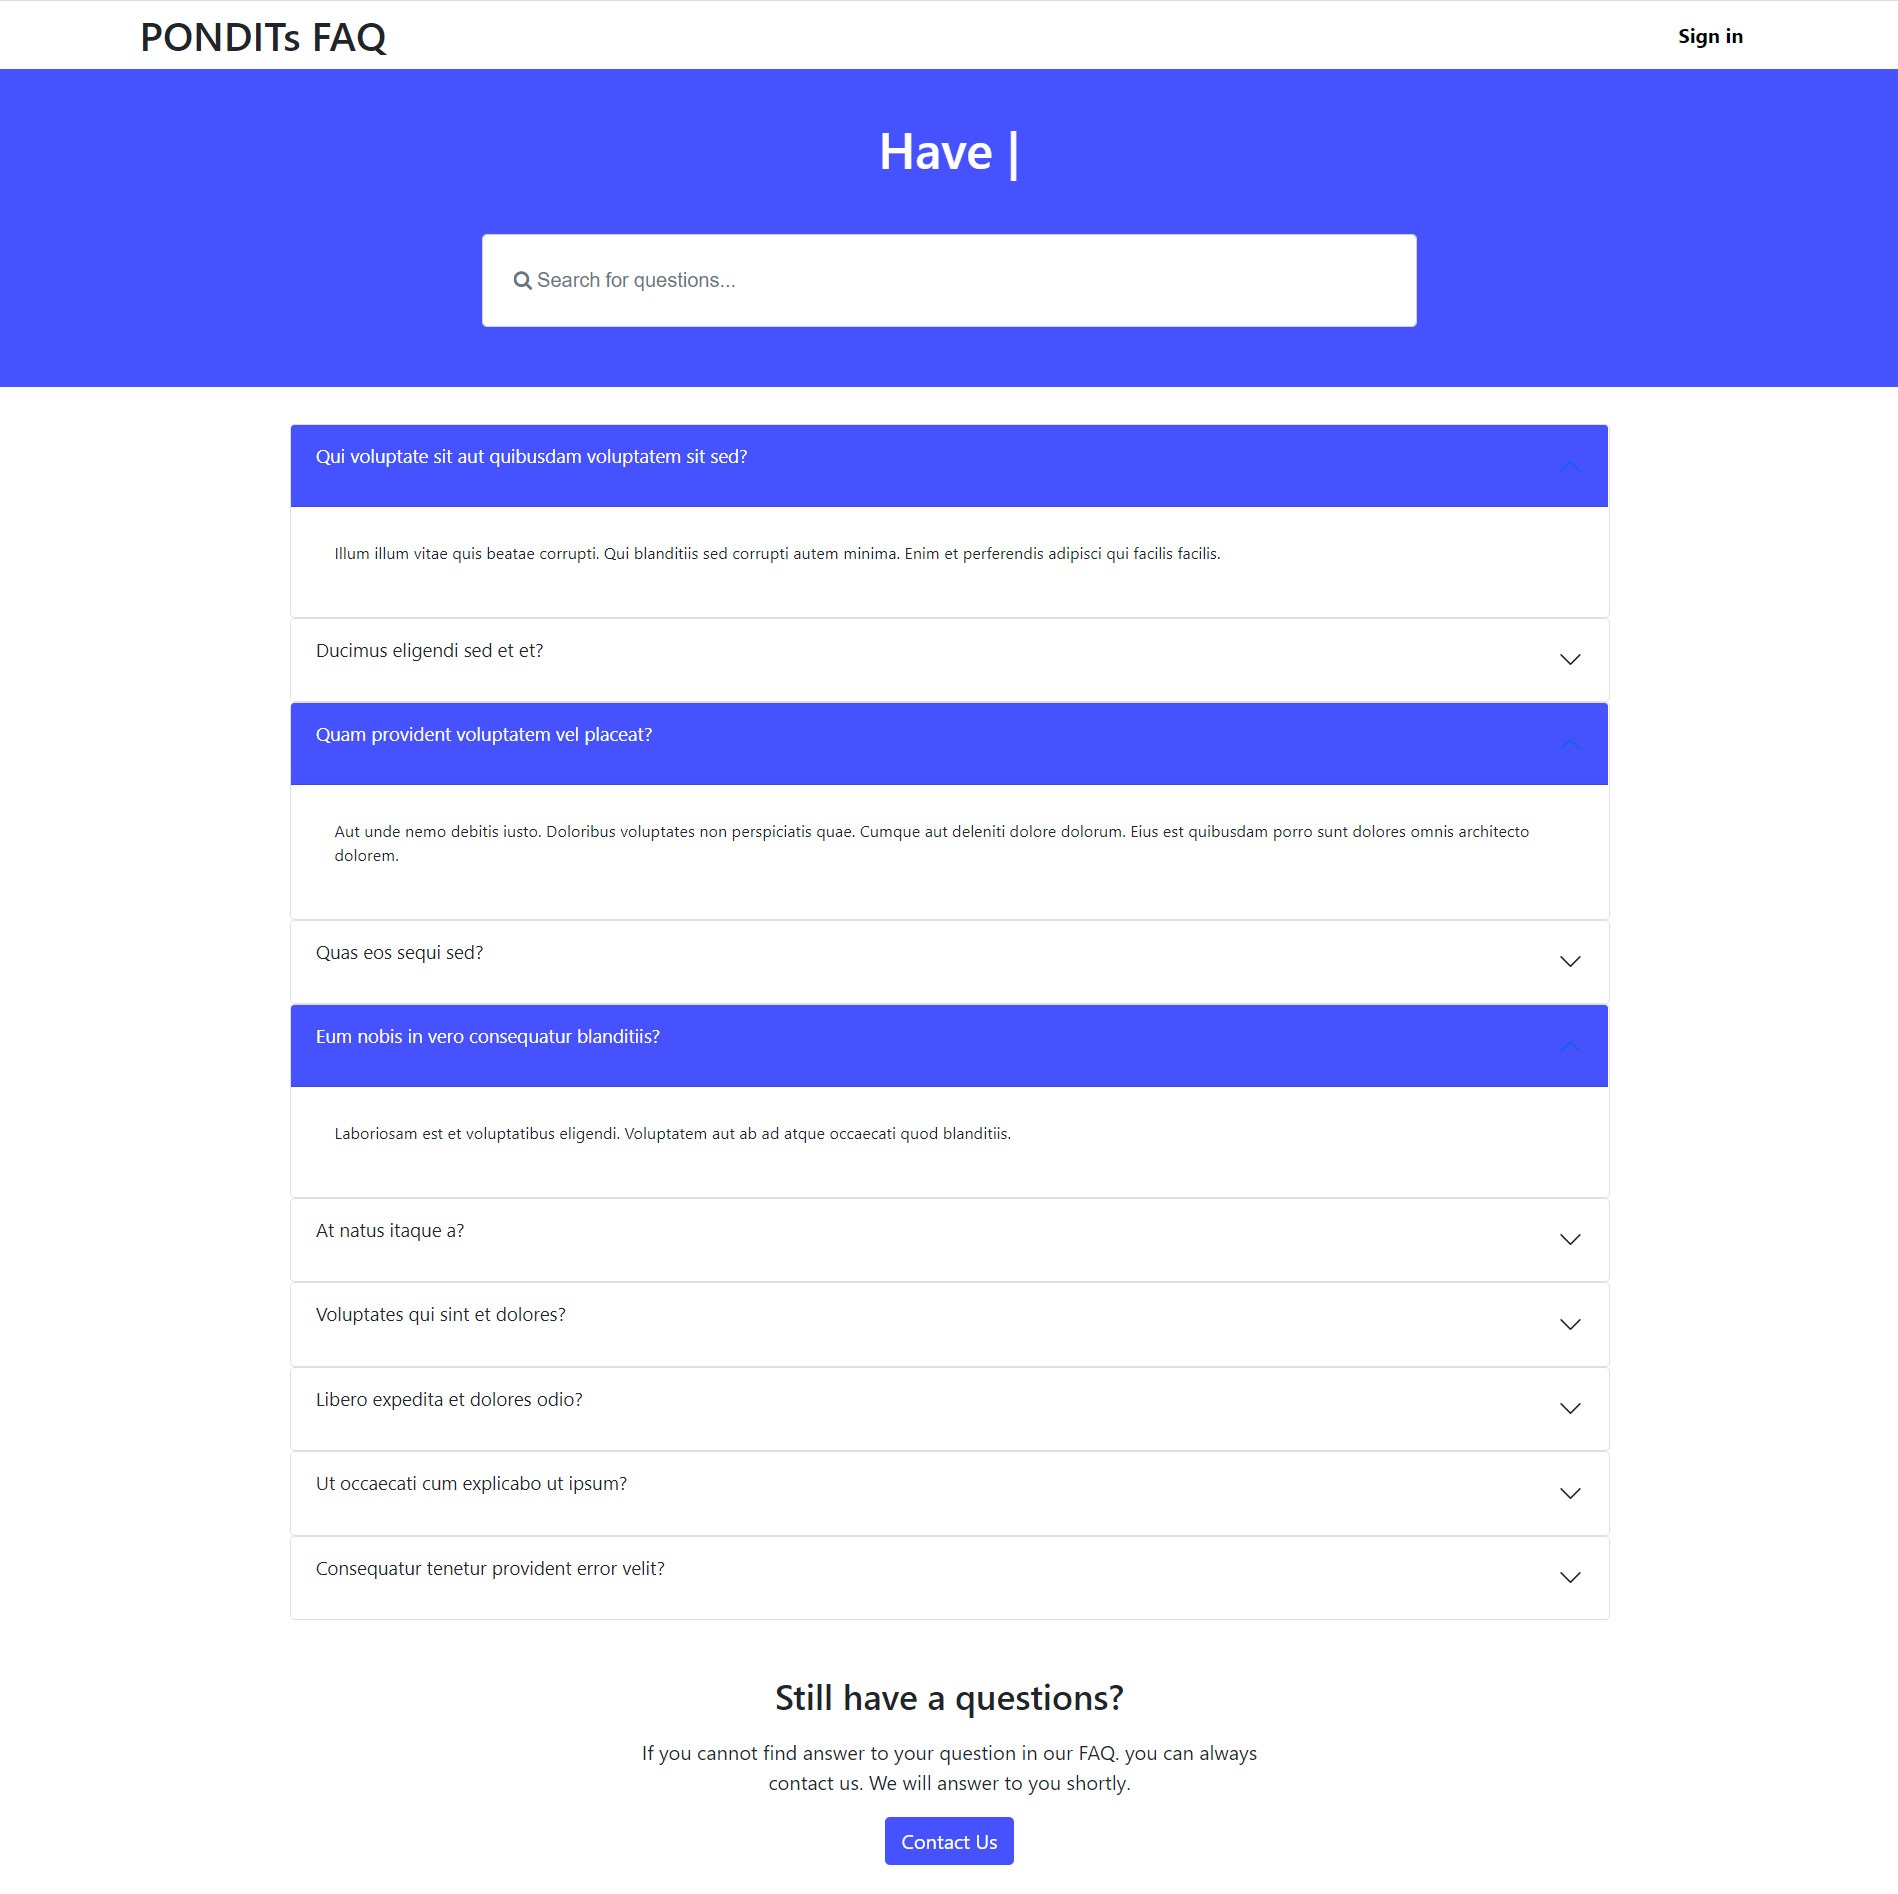 PONDITs FAQ
Sign in
Have |
Search for questions...
Qui voluptate sit aut quibusdam voluptatem sit sed?
Illum illum vitae quis beatae corrupti. Qui blanditiis sed corrupti autem minima. Enim et perferendis adipisci qui facilis facilis.
Ducimus eligendi sed et et?
Quam provident voluptatem vel placeat?
Aut unde nemo debitis iusto. Doloribus voluptates non perspiciatis quae. Cumque aut deleniti dolore dolorum. Eius est quibusdam porro sunt dolores omnis architecto
dolorem.
Quas eos sequi sed?
Eum nobis in vero consequatur blanditiis?
Laboriosam est et voluptatibus eligendi. Voluptatem aut ab ad atque occaecati quod blanditiis.
At natus itaque a?
Voluptates qui sint et dolores?
Libero expedita et dolores odio?
Ut occaecati cum explicabo ut ipsum?
Consequatur tenetur provident error velit?
Still have a questions?
If you cannot find answer to your question in our FAQ. you can always
contact us. We will answer to you shortly.
Contact Us